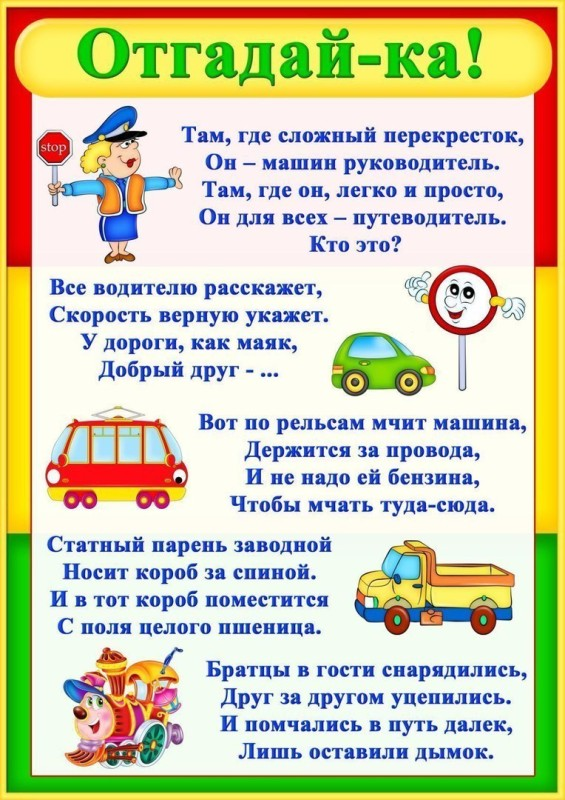 Отгадай-ка!
stop
Там, где сложный перекресток,
Он – машин руководитель.
Там, где он, легко и просто,
Он для всех – путеводитель.
Кто это?
Все водителю расскажет,
Скорость верную укажет.
У дороги, как маяк,
Добрый друг - ...
Вот по рельсам мчит машина,
Держится за провода,
И не надо ей бензина,
Чтобы мчать туда-сюда.
Статный парень заводной
Носит короб за спиной.
И в тот короб поместится
С поля целого пшеница.
Братцы в гости снарядились,
Друг за другом уцепились.
И помчались в путь далек,
Лишь оставили дымок.